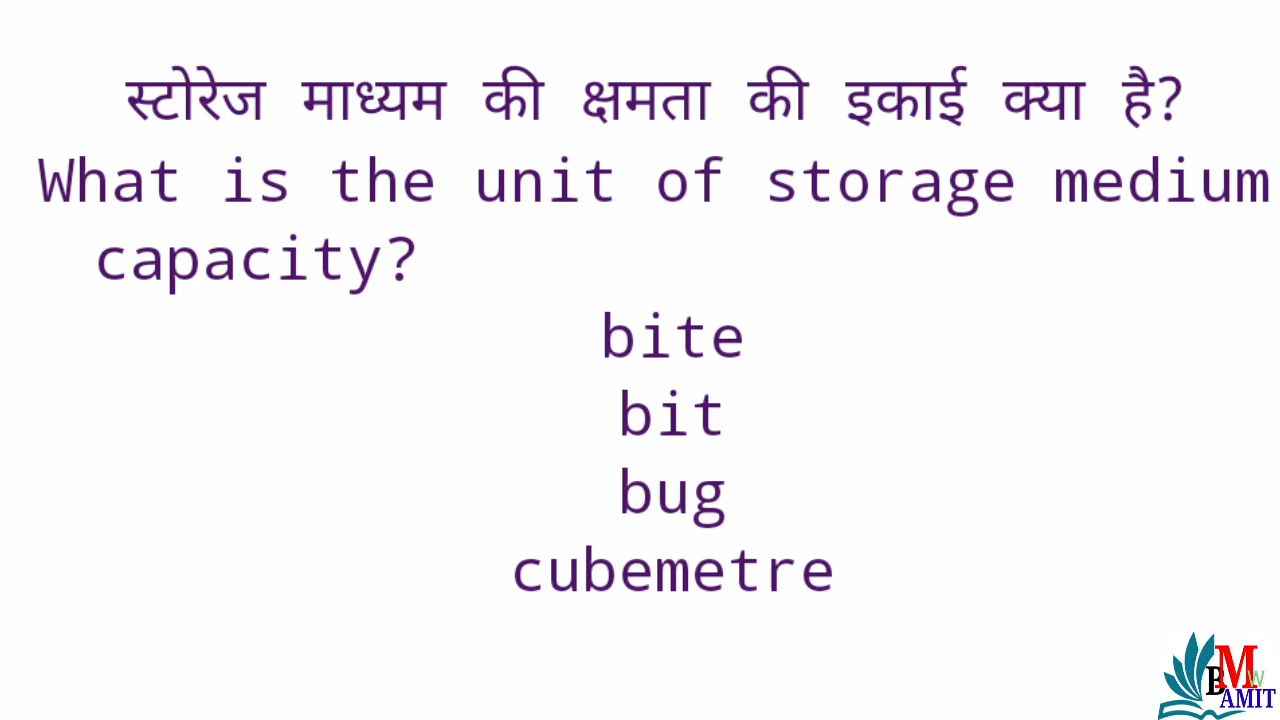 स्टोरेज माध्यम की क्षमता की इकाई क्या है?
What is the unit of storage medium
capacity?
bite
bit
bug
cubemetre
B M W
AMIT